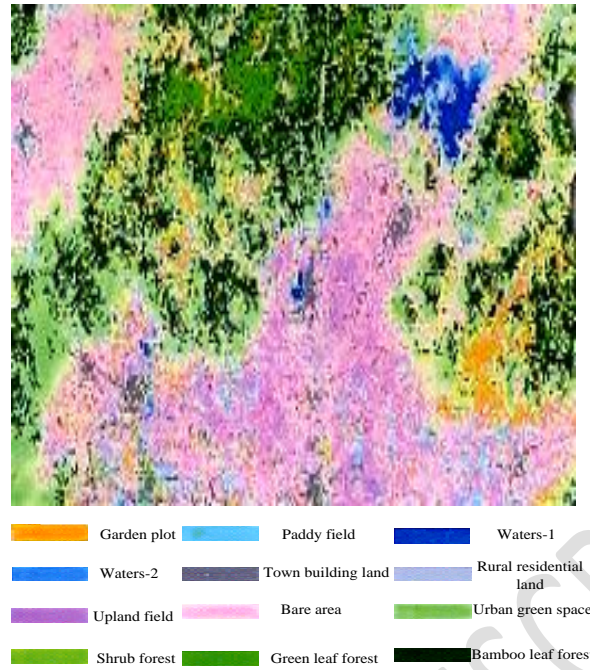 Garden plot
Paddy field
Waters-1
Waters-2
Town building land
Rural residential
land
Upland field
Bare area
Urban green space
Shrub forest
Green leaf forest
Bamboo leaf forest